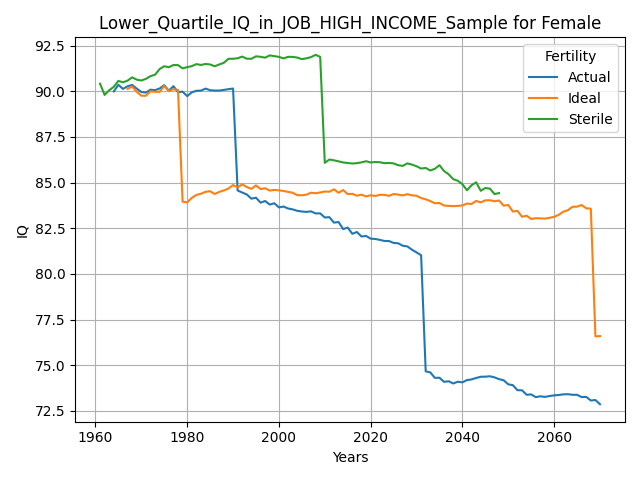 Lower_Quartile_IQ_in_JOB_HIGH_INCOME_Sample for Female
Fertility
Actual
Ideal
Sterile
IQ
92.5
90.0
87.5
85.0
82.5
80.0
77.5
75.0
72.5
1960
1980
2000
2020
2040
2060
Years